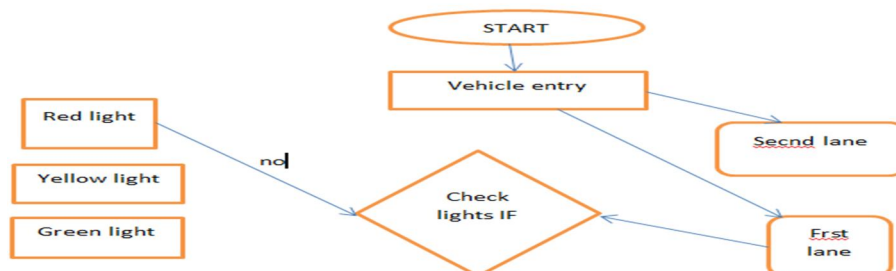 START
Vehicle entry
Red light
Secnd lane
no
Yellow light
Check
lights IF
Green light
Frst
lane